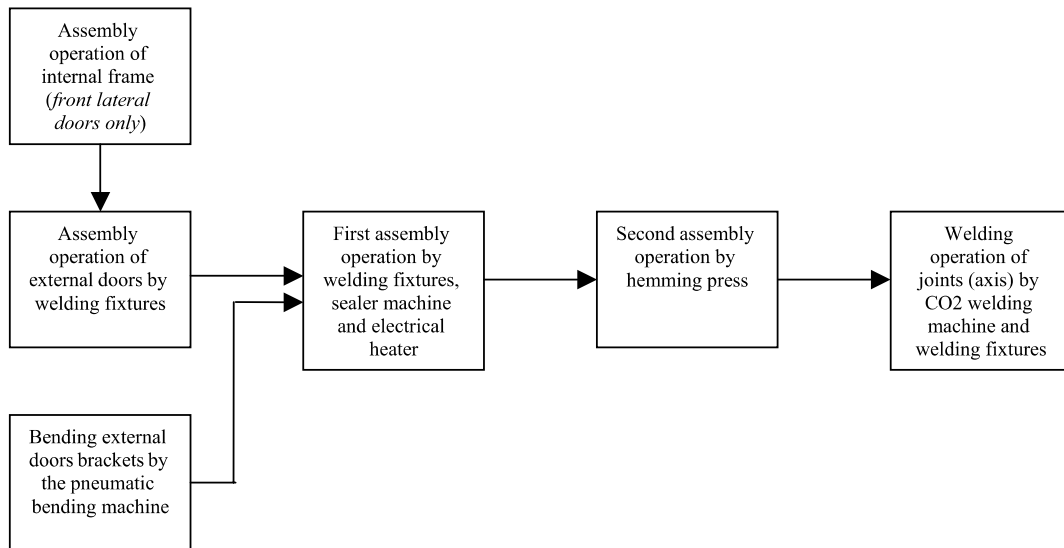 Assembly
operation of
internal frame
(front lateral
doors only)
Assembly
operation of
external doors by
welding fixtures
First assembly
operation by
welding fixtures,
sealer machine
and electrical
heater
Second assembly
operation by
hemming press
Welding
operation of
joints (axis) by
CO2 welding
machine and
welding fixtures
Bending external
doors brackets by
the pneumatic
bending machine